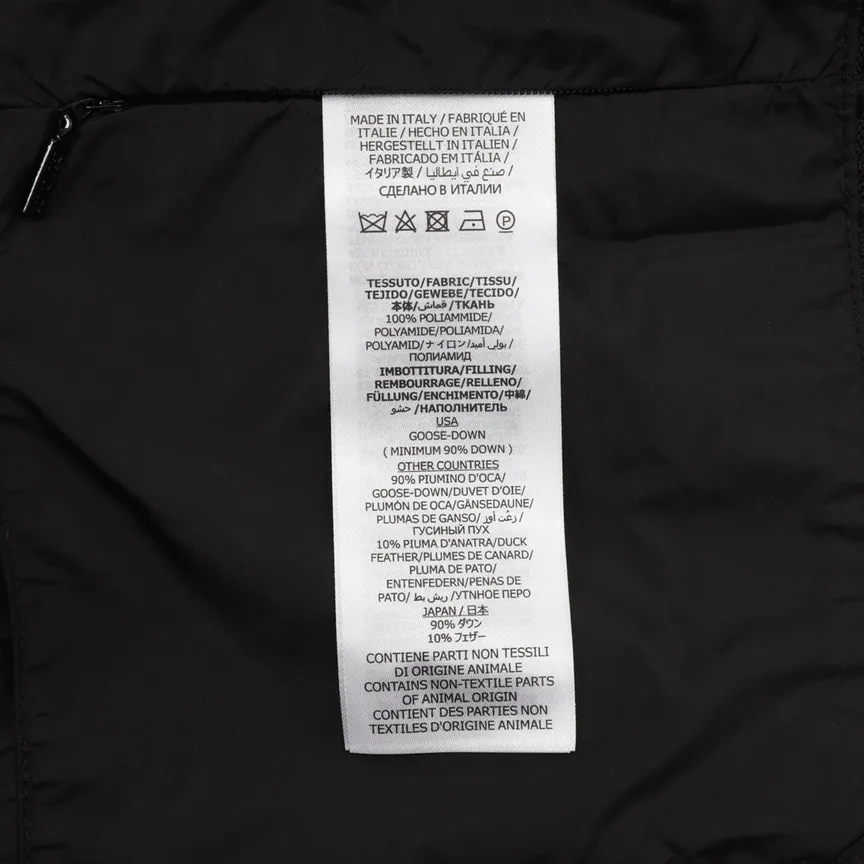 MADE IN ITALY / FABRIQUÉ EN
ITALIE / HECHO EN ITALIA /
HERGESTELLT IN ITALIEN /
FABRICADO EM ITÁLIA /
イタリア製 / صنع في ايطاليا /
СДЕЛАНО В ИТАЛИИ
P
TESSUTO/FABRIC/TISSU/
TEJIDO/GEWEBE/TECIDO/
本体/قماش/ТКАНЬ
100% POLIAMMIDE/
POLYAMIDE/POLIAMIDA/
POLYAMID/ナイロン/بولي أميد/
ПОЛИАМИД
IMBOTTITURA/FILLING/
REMBOURRAGE/RELLENO/
FÜLLUNG/ENCHIMENTO/中綿/
حشو/НАПОЛНИТЕЛЬ
USA
GOOSE-DOWN
( MINIMUM 90% DOWN )
OTHER COUNTRIES
90% PIUMINO D'OCA/
GOOSE-DOWN/DUVET D'OIE/
PLUMÓN DE OCA/GÄNSEDAUNE/
PLUMAS DE GANSO/زغب أوز/
ГУСИНЫЙ ПУХ
10% PIUMA D'ANATRA/DUCK
FEATHER/PLUMES DE CANARD/
PLUMA DE PATO/
ENTENFEDERN/PENAS DE
PATO/ريش بط/УТИНОЕ ПЕРО
JAPAN / 日本
90% ダウン
10% フェザー
CONTIENE PARTI NON TESSILI
DI ORIGINE ANIMALE
CONTAINS NON-TEXTILE PARTS
OF ANIMAL ORIGIN
CONTIENT DES PARTIES NON
TEXTILES D'ORIGINE ANIMALE